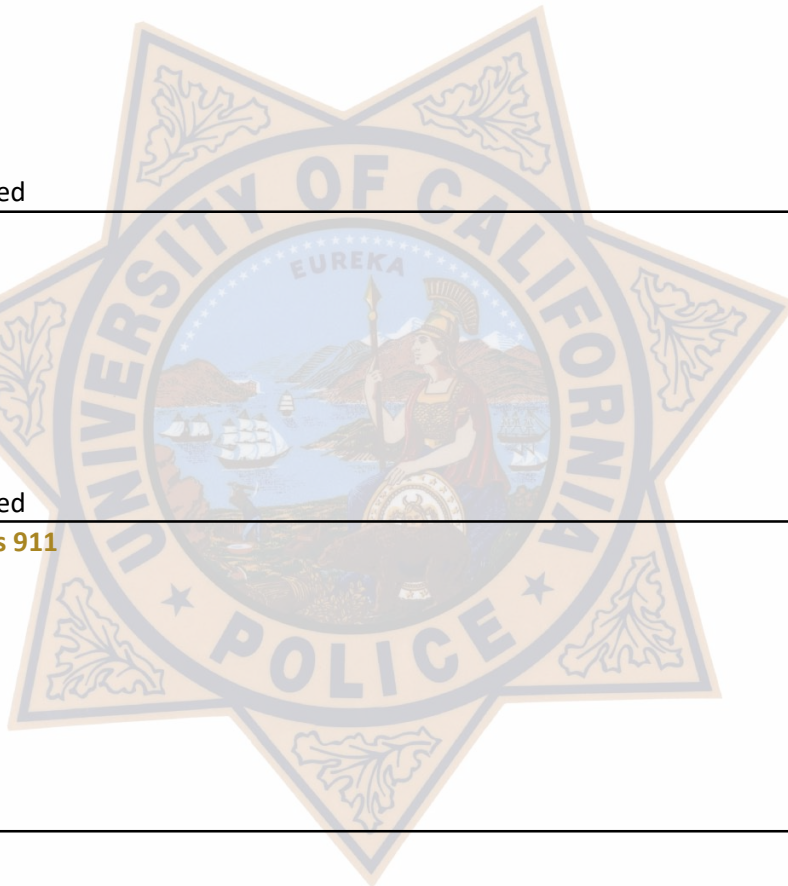 ed
UNIVERSITY OF CALIFORNIA
EUREKA
ed
s 911
POLICE